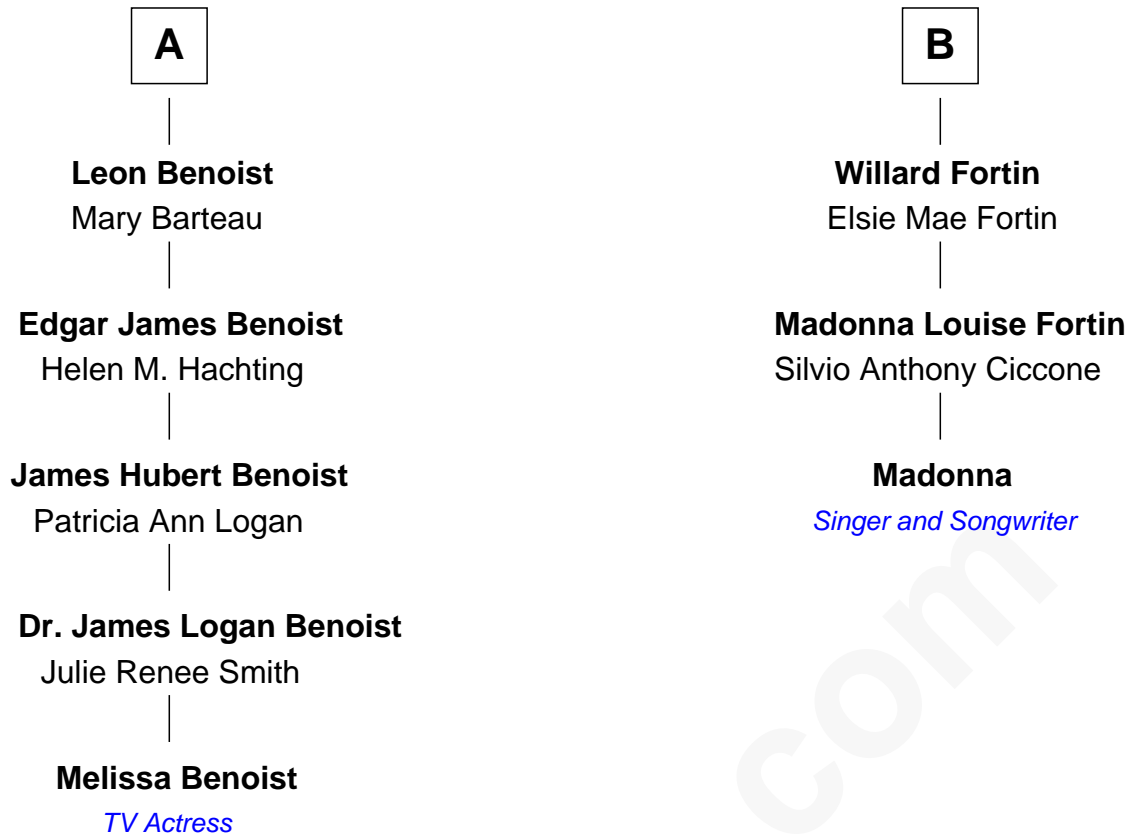 A
Leon Benoist
Mary Barteau
Edgar James Benoist
Helen M. Hachting
James Hubert Benoist
Patricia Ann Logan
Dr. James Logan Benoist
Julie Renee Smith
Melissa Benoist
TV Actress
B
Willard Fortin
Elsie Mae Fortin
Madonna Louise Fortin
Silvio Anthony Ciccone
Madonna
Singer and Songwriter
com